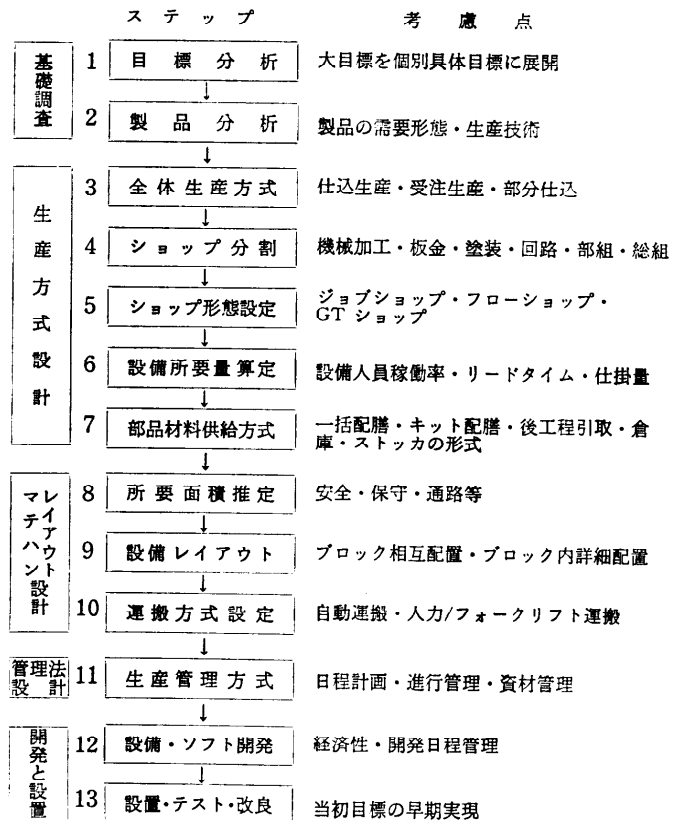 ステップ 考慮点
基礎調査
1 目標分析 大目標を個別具体目標に展開
2 製品分析 製品の需要形態・生産技術
生産方式設計
3 全体生産方式 仕込生産・受注生産・部分仕込
4 ショップ分割 機械加工・板金・塗装・回路・部組・総組
5 ショップ形態設定 ジョブショップ・フローショップ・
GT ショップ
6 設備所要量算定 設備人員稼働率・リードタイム・仕掛量
7 部品材料供給方式 一括配膳・キット配膳・後工程引取・倉
庫・ストッカの形式
レイアウト
マテハン設計
8 所要面積推定 安全・保守・通路等
9 設備レイアウト ブロック相互配置・ブロック内詳細配置
10 運搬方式設定 自動運搬・人力/フォークリフト運搬
管理法
設計
11 生産管理方式 日程計画・進行管理・資材管理
開発と設置
12 設備・ソフト開発 経済性・開発日程管理
13 設置・テスト・改良 当初目標の早期実現